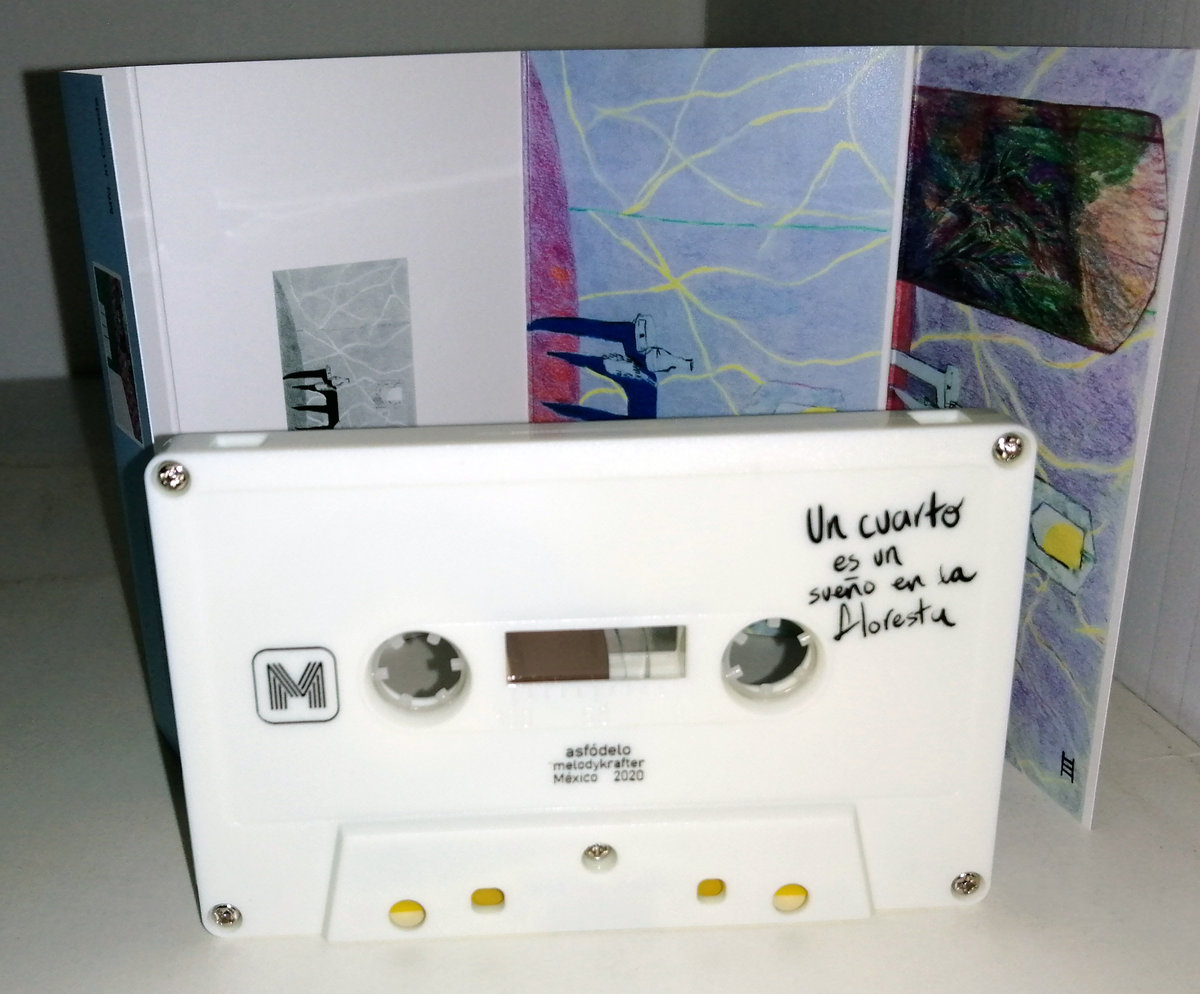 Un cuarto
es un
sueño en la
floresta
M
asfódelo
melodykrafter
México 2020